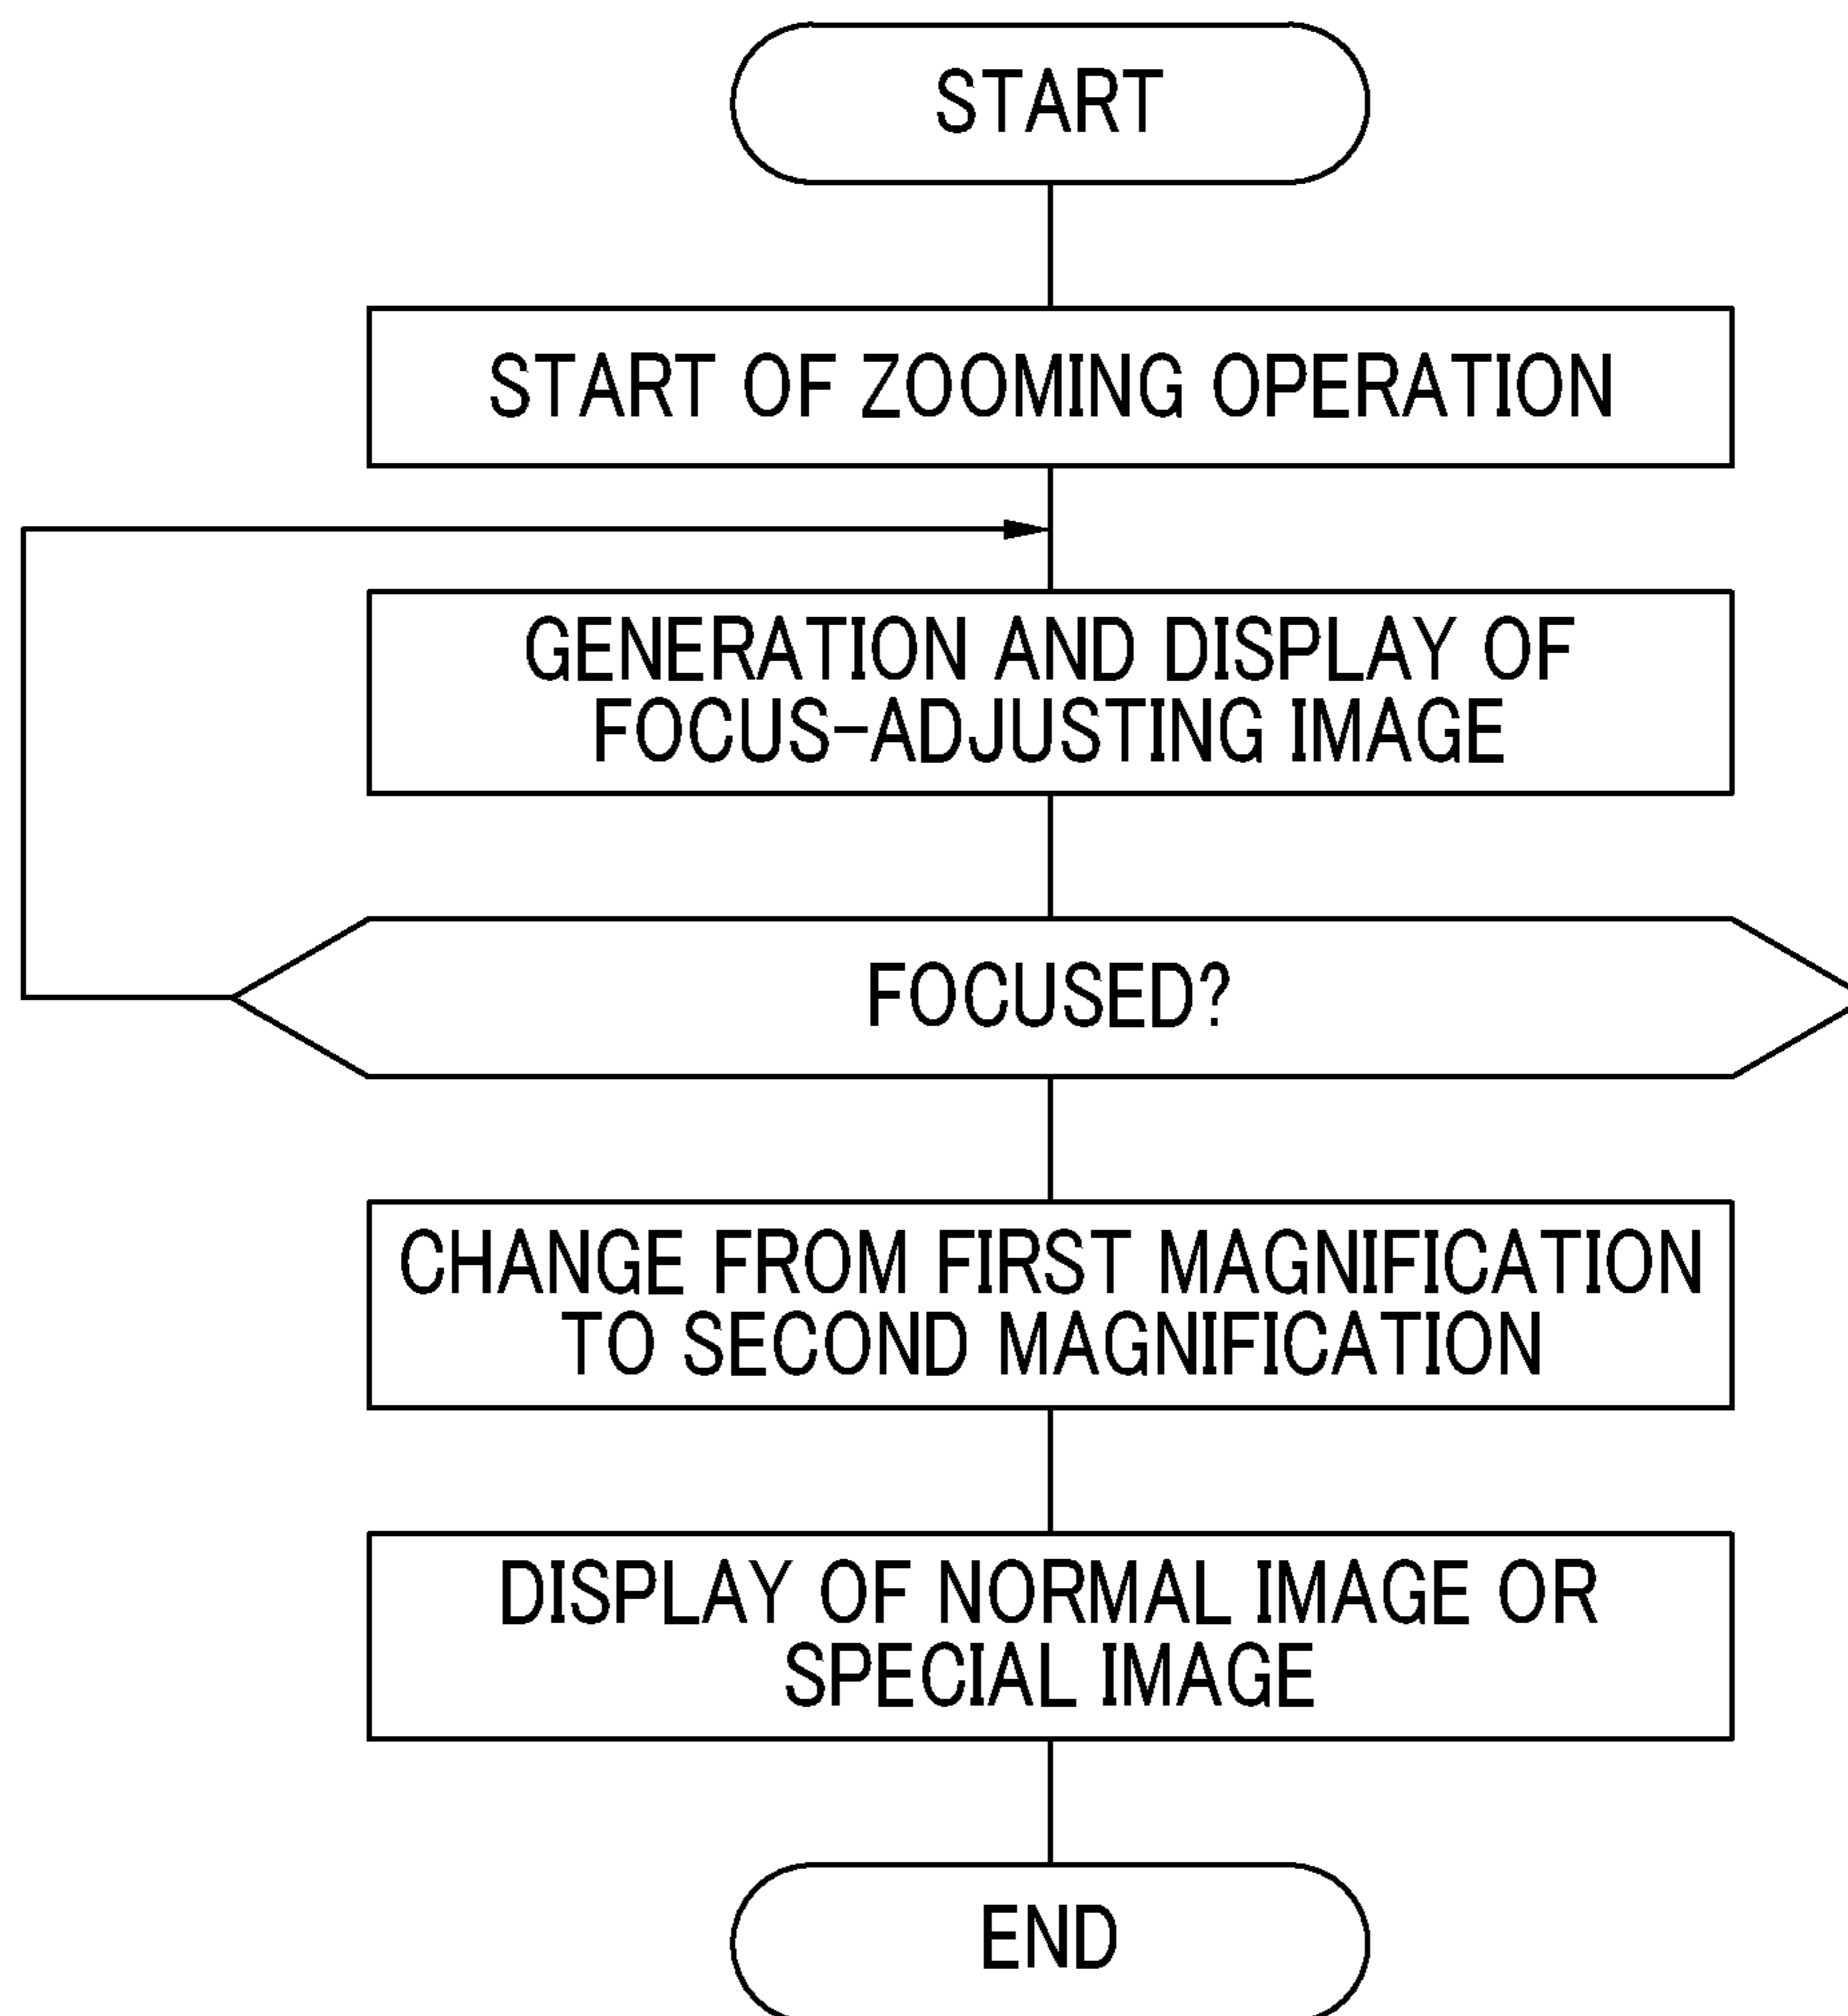 START
START OF ZOOMING OPERATION
GENERATION AND DISPLAY OF
FOCUS-ADJUSTING IMAGE
FOCUSED?
CHANGE FROM FIRST MAGNIFICATION
TO SECOND MAGNIFICATION
DISPLAY OF NORMAL IMAGE OR
SPECIAL IMAGE
END